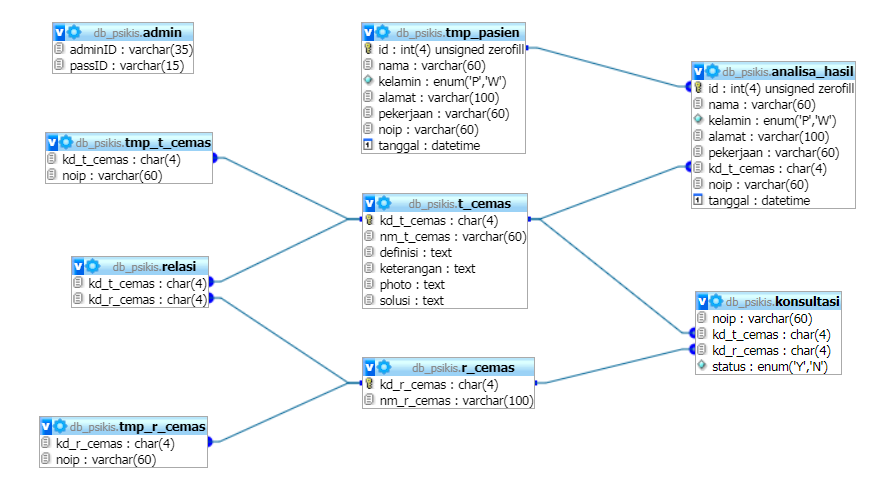 db_psikis.admin
adminID : varchar(35)
passID : varchar(15)
db_psikis.tmp_pasien
id : int(4) unsigned zerofill
nama : varchar(60)
kelamin : enum('P','W')
alamat : varchar(100)
pekerjaan : varchar(60)
noip : varchar(60)
tanggal : datetime
db_psikis.analisa_hasil
id : int(4) unsigned zerofill
nama : varchar(60)
kelamin : enum('P','W')
alamat : varchar(100)
pekerjaan : varchar(60)
kd_t_cemas : char(4)
noip : varchar(60)
tanggal : datetime
db_psikis.tmp_t_cemas
kd_t_cemas : char(4)
noip : varchar(60)
db_psikis.t_cemas
kd_t_cemas : char(4)
nm_t_cemas : varchar(60)
definisi : text
keterangan : text
photo : text
solusi : text
db_psikis.relasi
kd_t_cemas : char(4)
kd_r_cemas : char(4)
db_psikis.konsultasi
noip : varchar(60)
kd_t_cemas : char(4)
kd_r_cemas : char(4)
status : enum('Y','N')
db_psikis.r_cemas
kd_r_cemas : char(4)
nm_r_cemas : varchar(100)
db_psikis.tmp_r_cemas
kd_r_cemas : char(4)
noip : varchar(60)